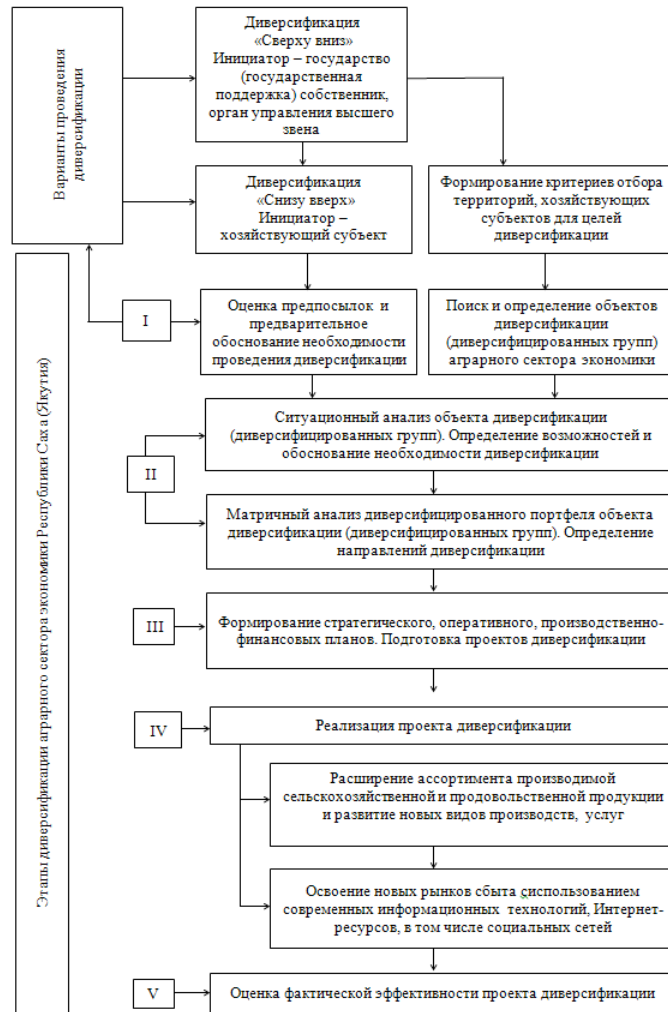 Варианты проведения
диверсификации
Диверсификация
«Сверху вниз»
Инициатор – государство
(государственная
поддержка) собственник,
орган управления высшего
звена
Диверсификация
«Снизу вверх»
Инициатор –
хозяйствующий субъект
Формирование критериев отбора
территорий, хозяйствующих
субъектов для целей
диверсификации
Этапы диверсификации аграрного сектора экономики Республики Саха (Якутия)
I
Оценка предпосылок и
предварительное
обоснование необходимости
проведения диверсификации
Поиск и определение объектов
диверсификации
(диверсифицированных групп)
аграрного сектора экономики
II
Ситуационный анализ объекта диверсификации
(диверсифицированных групп). Определение возможностей и
обоснование необходимости диверсификации
Матричный анализ диверсифицированного портфеля объекта
диверсификации (диверсифицированных групп). Определение
направлений диверсификации
III
Формирование стратегического, оперативного, производственно-
финансовых планов. Подготовка проектов диверсификации
IV
Реализация проекта диверсификации
Расширение ассортимента производимой
сельскохозяйственной и продовольственной продукции
и развитие новых видов производств, услуг
Освоение новых рынков сбыта сиспользованием
современных информационных технологий, Интернет-
ресурсов, в том числе социальных сетей
V
Оценка фактической эффективности проекта диверсификации